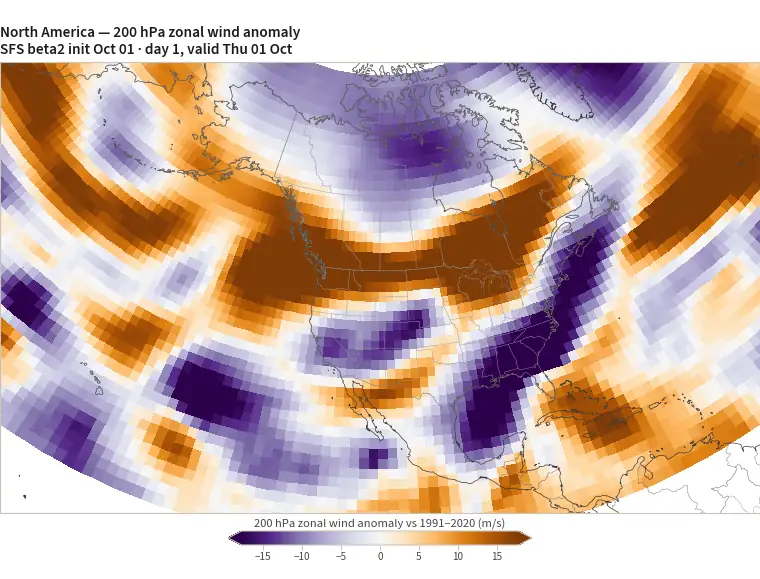 North America — 200 hPa zonal wind anomaly
SFS beta2 init Oct 01 · day 1, valid Thu 01 Oct
200 hPa zonal wind anomaly vs 1991–2020 (m/s)
−15 −10 −5 0 5 10 15